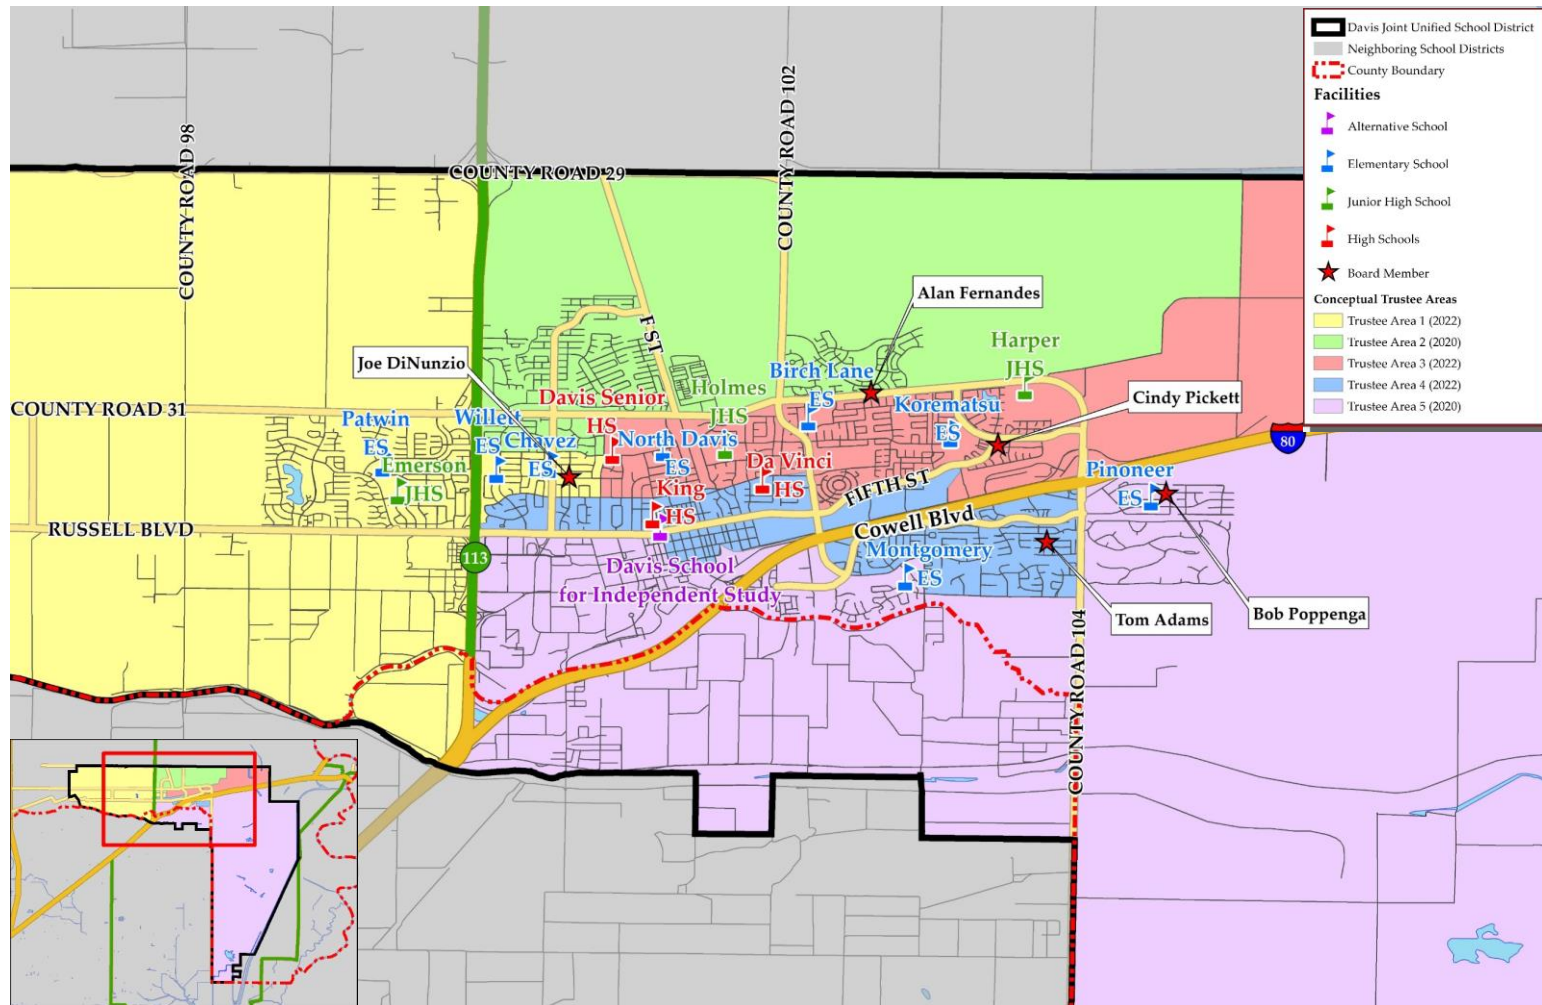 Davis Joint Unified School District
Neighboring School Districts
County Boundary
Facilities
Alternative School
Elementary School
Junior High School
High Schools
Board Member
Conceptual Trustee Areas
Trustee Area 1 (2022)
Trustee Area 2 (2020)
Trustee Area 3 (2022)
Trustee Area 4 (2022)
Trustee Area 5 (2020)
COUNTY ROAD 98
COUNTY ROAD 29
COUNTY ROAD 102
Alan Fernandes
F ST
Joe DiNunzio
Harper
JHS
Birch Lane
ES
Holmes
JHS
Cindy Pickett
Davis Senior
HS
COUNTY ROAD 31
Korematsu
ES
Patwin
ES
Willett
ES
Chavez
ES
North Davis
ES
80
Emerson
JHS
Da Vinci
HS
Pinoneer
ES
King
HS
FIFTH ST
RUSSELL BLVD
Cowell Blvd
113
Montgomery
ES
Davis School
for Independent Study
Tom Adams
Bob Poppenga
COUNTY ROAD 104